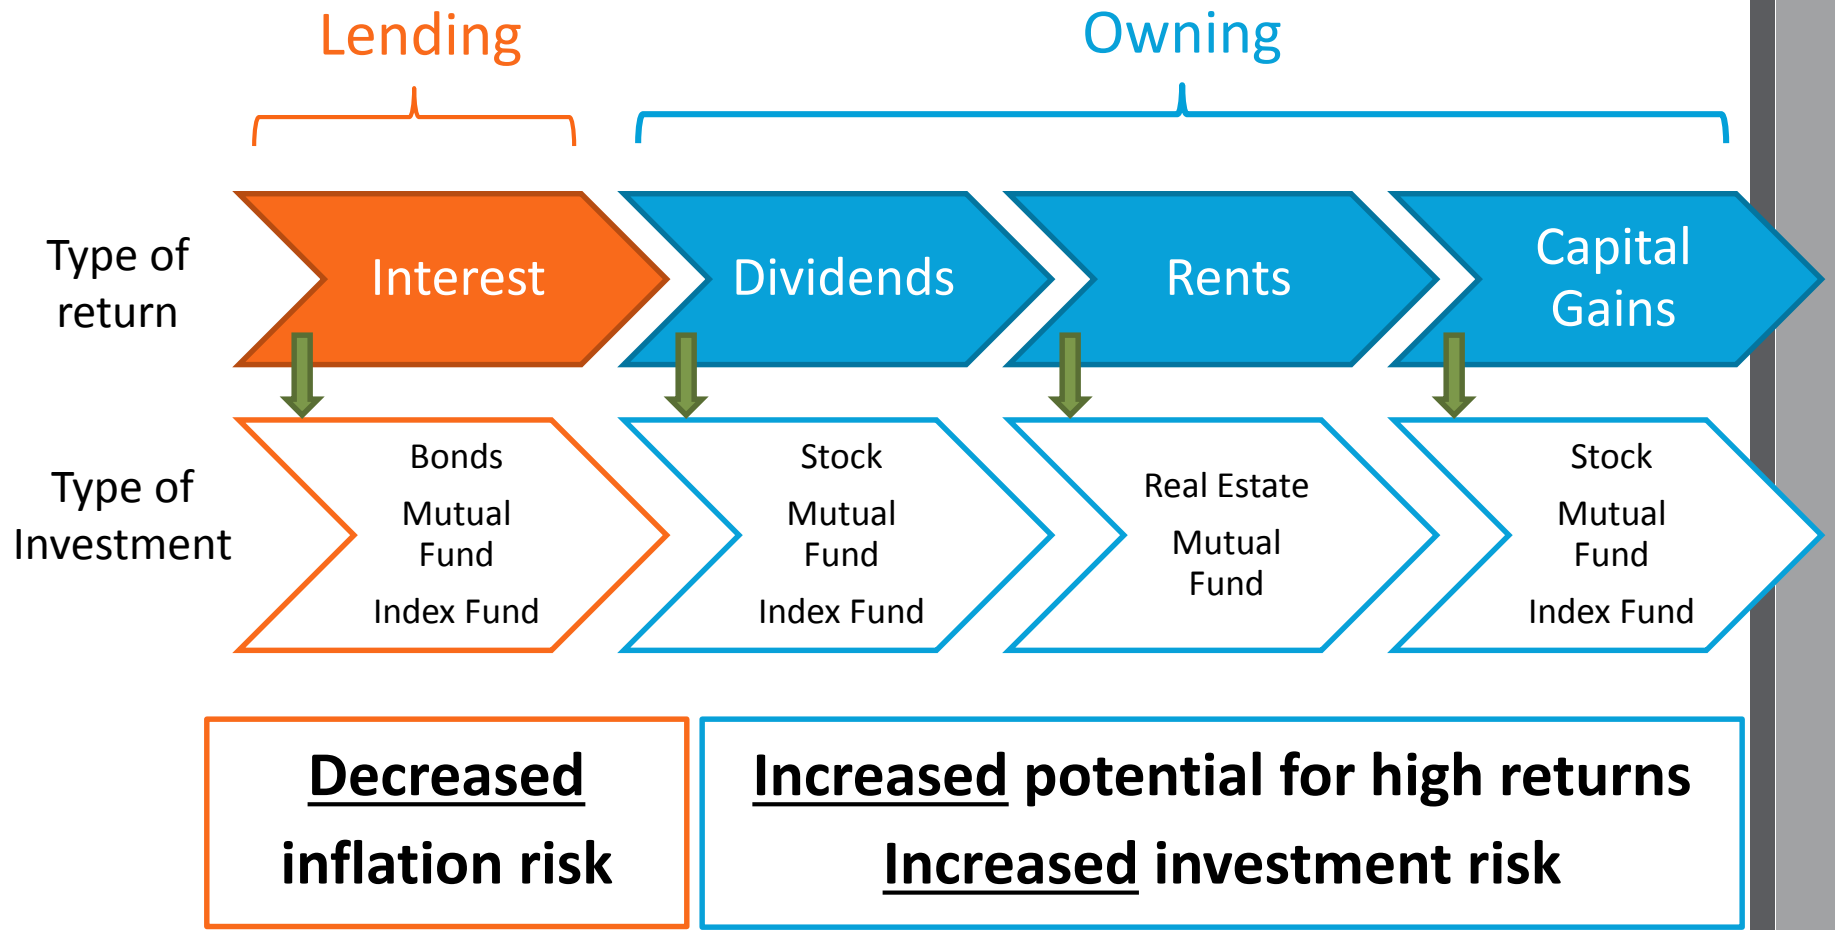 Lending
Owning
Type of
return
Interest
Dividends
Rents
Capital
Gains
Type of
Investment
Bonds
Mutual
Fund
Index Fund
Stock
Mutual
Fund
Index Fund
Real Estate
Mutual
Fund
Stock
Mutual
Fund
Index Fund
Decreased
inflation risk
Increased potential for high returns
Increased investment risk